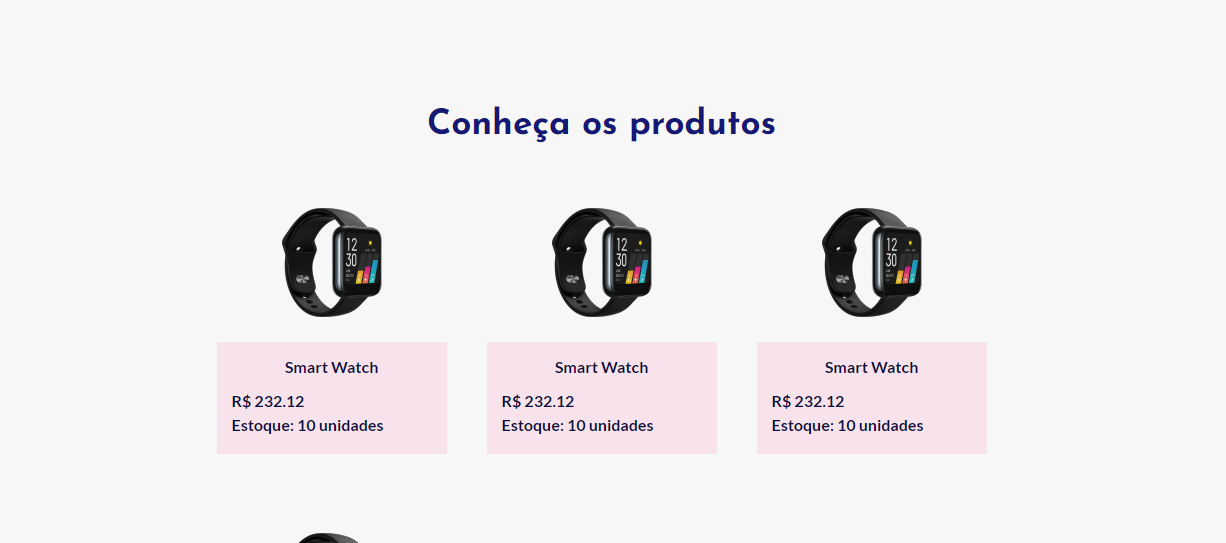 Conheça os produtos
12
30
12
30
12
30
Smart Watch
Smart Watch
Smart Watch
R$ 232.12
R$ 232.12
R$ 232.12
Estoque: 10 unidades
Estoque: 10 unidades
Estoque: 10 unidades